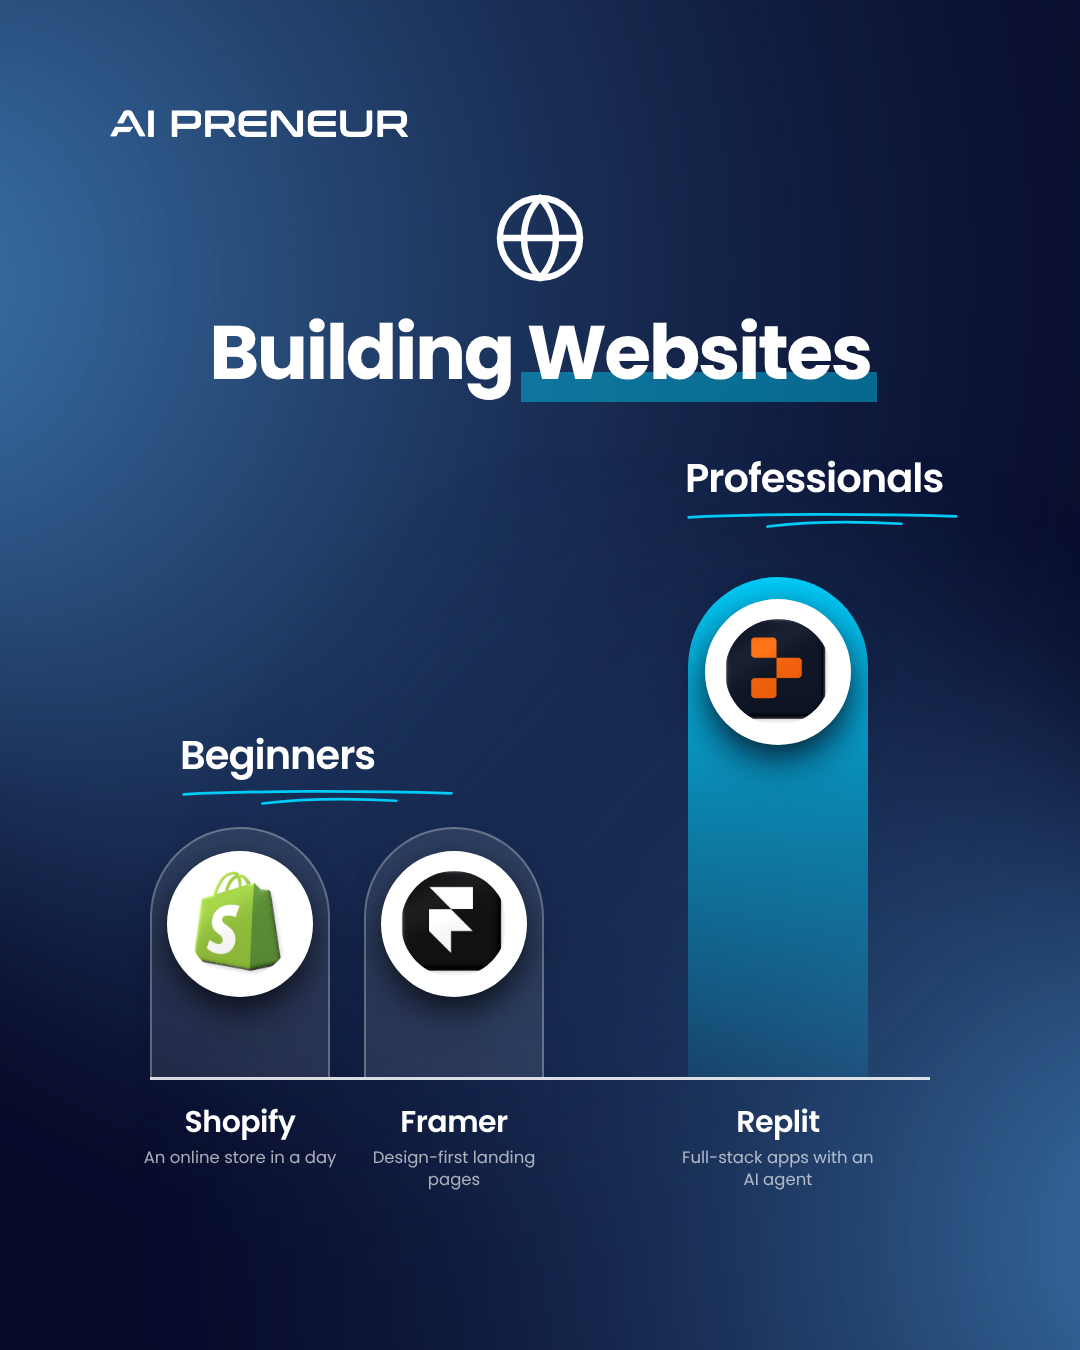 AI PRENEUR
Building Websites
Professionals
Beginners
Shopify
An online store in a day
Framer
Design-first landing
pages
Replit
Full-stack apps with an
AI agent